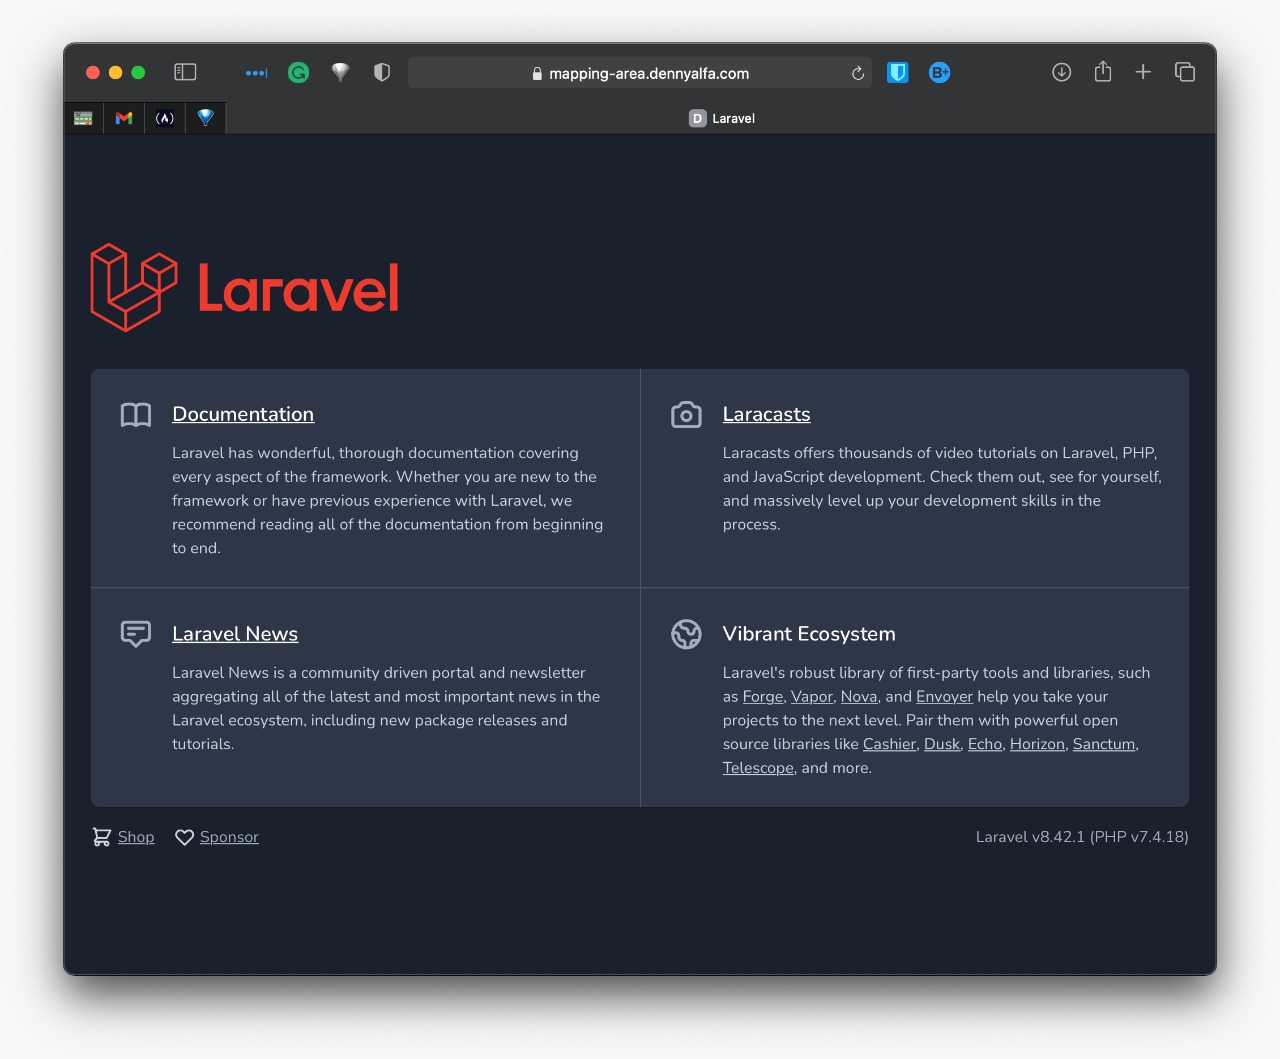 mapping-area.dennyalfa.com
B+
D Laravel
Laravel
Documentation
Laravel has wonderful, thorough documentation covering
every aspect of the framework. Whether you are new to the
framework or have previous experience with Laravel, we
recommend reading all of the documentation from beginning
to end.
Laracasts
Laracasts offers thousands of video tutorials on Laravel, PHP,
and JavaScript development. Check them out, see for yourself,
and massively level up your development skills in the
process.
Laravel News
Laravel News is a community driven portal and newsletter
aggregating all of the latest and most important news in the
Laravel ecosystem, including new package releases and
tutorials.
Vibrant Ecosystem
Laravel's robust library of first-party tools and libraries, such
as Forge, Vapor, Nova, and Envoyer help you take your
projects to the next level. Pair them with powerful open
source libraries like Cashier, Dusk, Echo, Horizon, Sanctum,
Telescope, and more.
Shop
Sponsor
Laravel v8.42.1 (PHP v7.4.18)